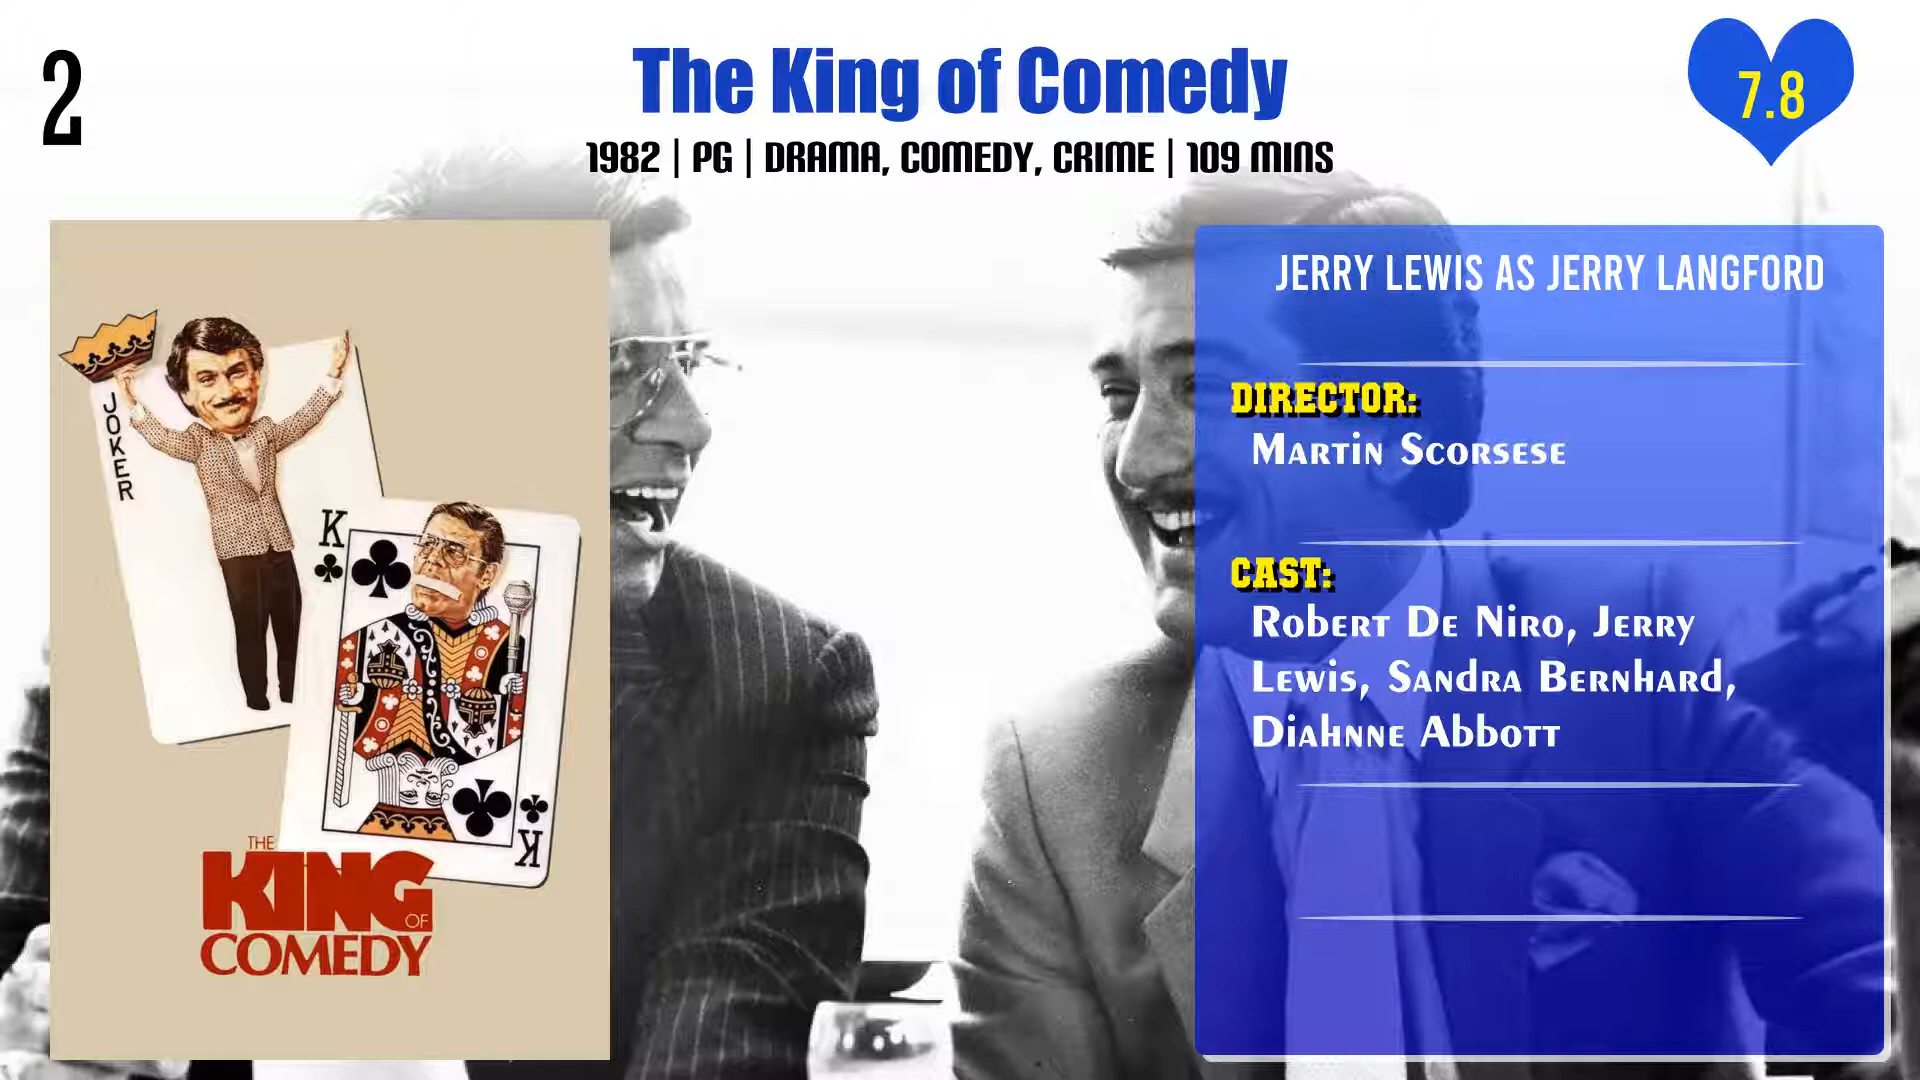 2
The King of Comedy
7.8
1982 | PG | DRAMA, COMEDY, CRIME | 109 MINS
JOKER
K
K
THE
KING
OF
COMEDY
JERRY LEWIS AS JERRY LANGFORD
DIRECTOR:
Martin Scorsese
CAST:
Robert De Niro, Jerry
Lewis, Sandra Bernhard,
Diahnne Abbott